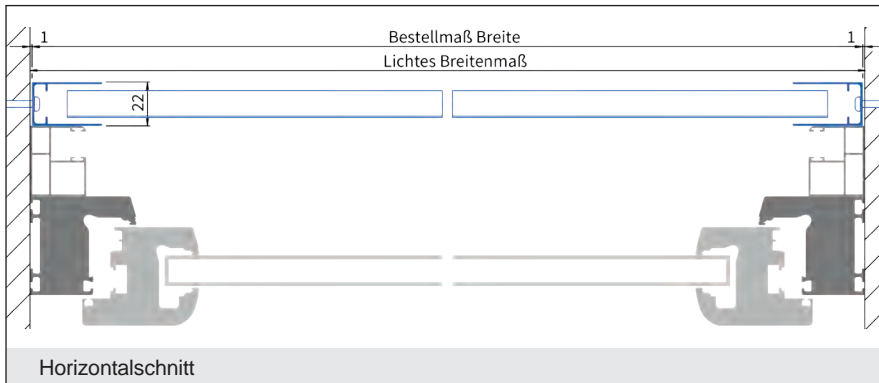 1 Bestellmaß Breite 1
Lichtes Breitenmaß
22
Horizontalschnitt